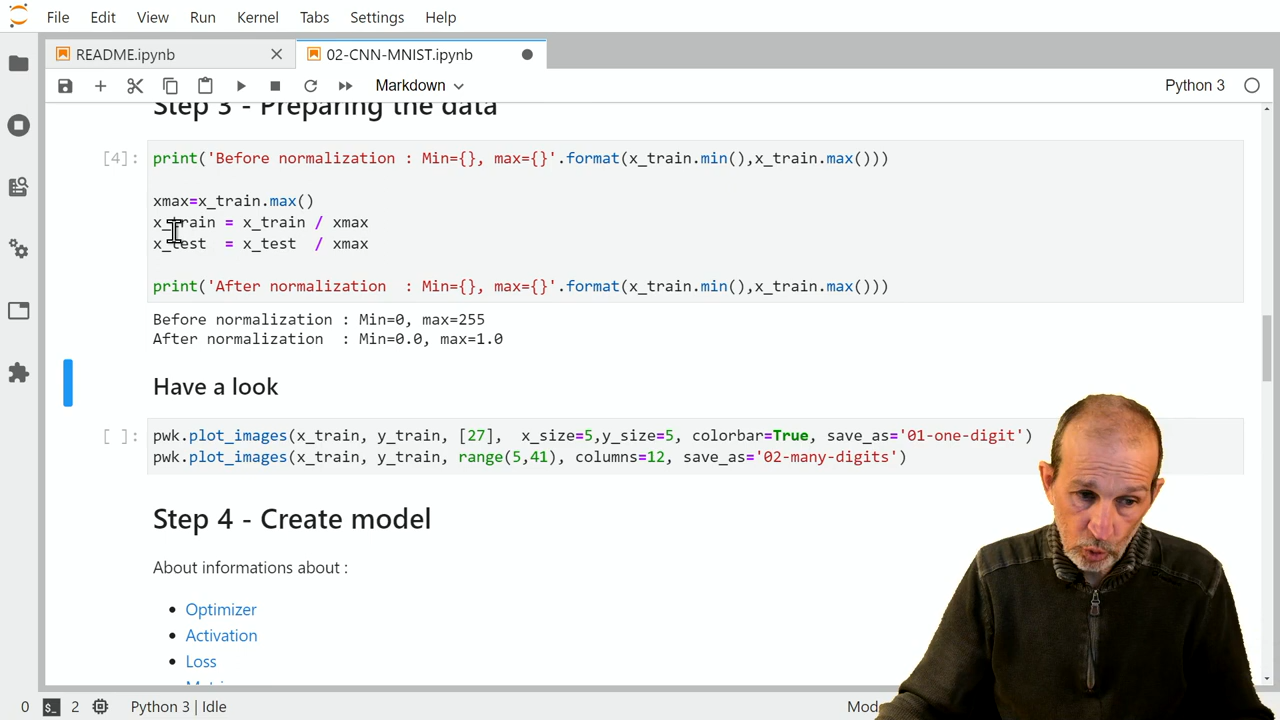 File Edit View Run Kernel Tabs Settings Help
README.ipynb 02-CNN-MNIST.ipynb
Markdown Python 3
Step 3 - Preparing the data
[4]: print('Before normalization : Min={}, max={}'.format(x_train.min(),x_train.max()))
xmax=x_train.max()
x_train = x_train / xmax
x_test  = x_test  / xmax
print('After normalization  : Min={}, max={}'.format(x_train.min(),x_train.max()))
Before normalization : Min=0, max=255
After normalization  : Min=0.0, max=1.0
Have a look
[ ]: pwk.plot_images(x_train, y_train, [27],  x_size=5,y_size=5, colorbar=True, save_as='01-one-digit')
pwk.plot_images(x_train, y_train, range(5,41), columns=12, save_as='02-many-digits')
Step 4 - Create model
About informations about :
• Optimizer
• Activation
• Loss
0 $_ 2 Python 3 | Idle